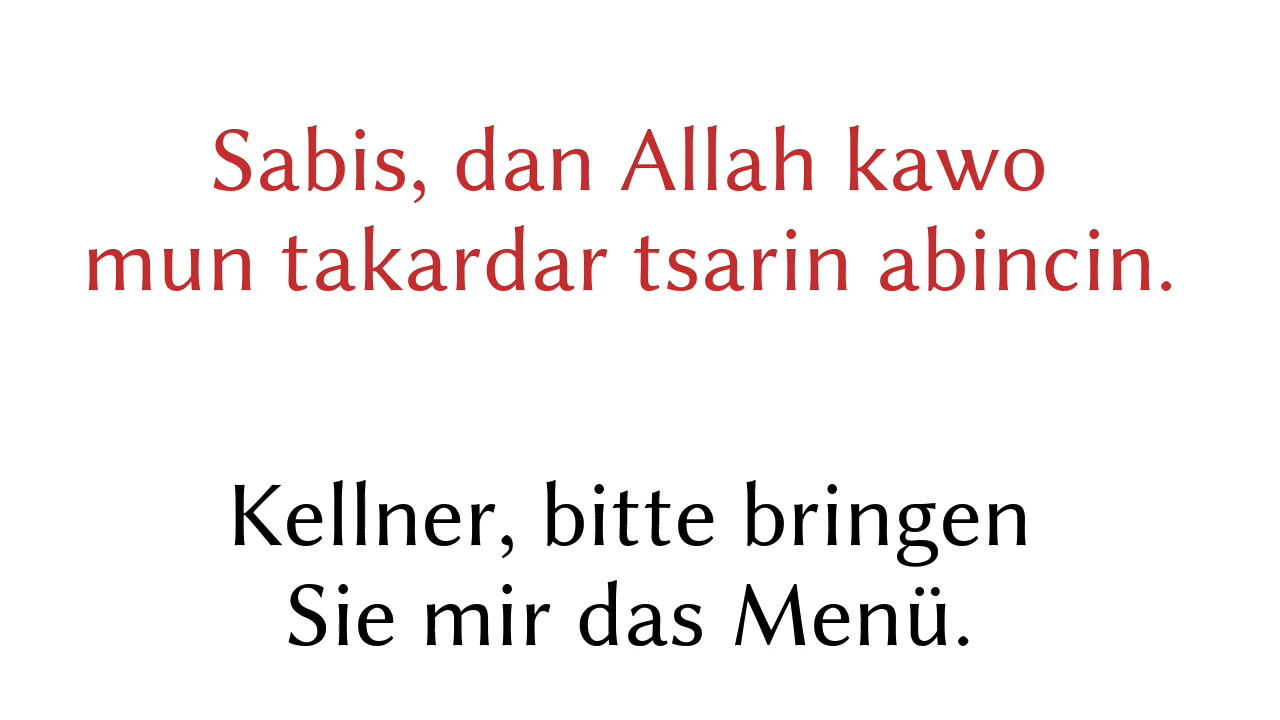 Sabis, dan Allah kawo
mun takardar tsarin abincin.
Kellner, bitte bringen
Sie mir das Menü.